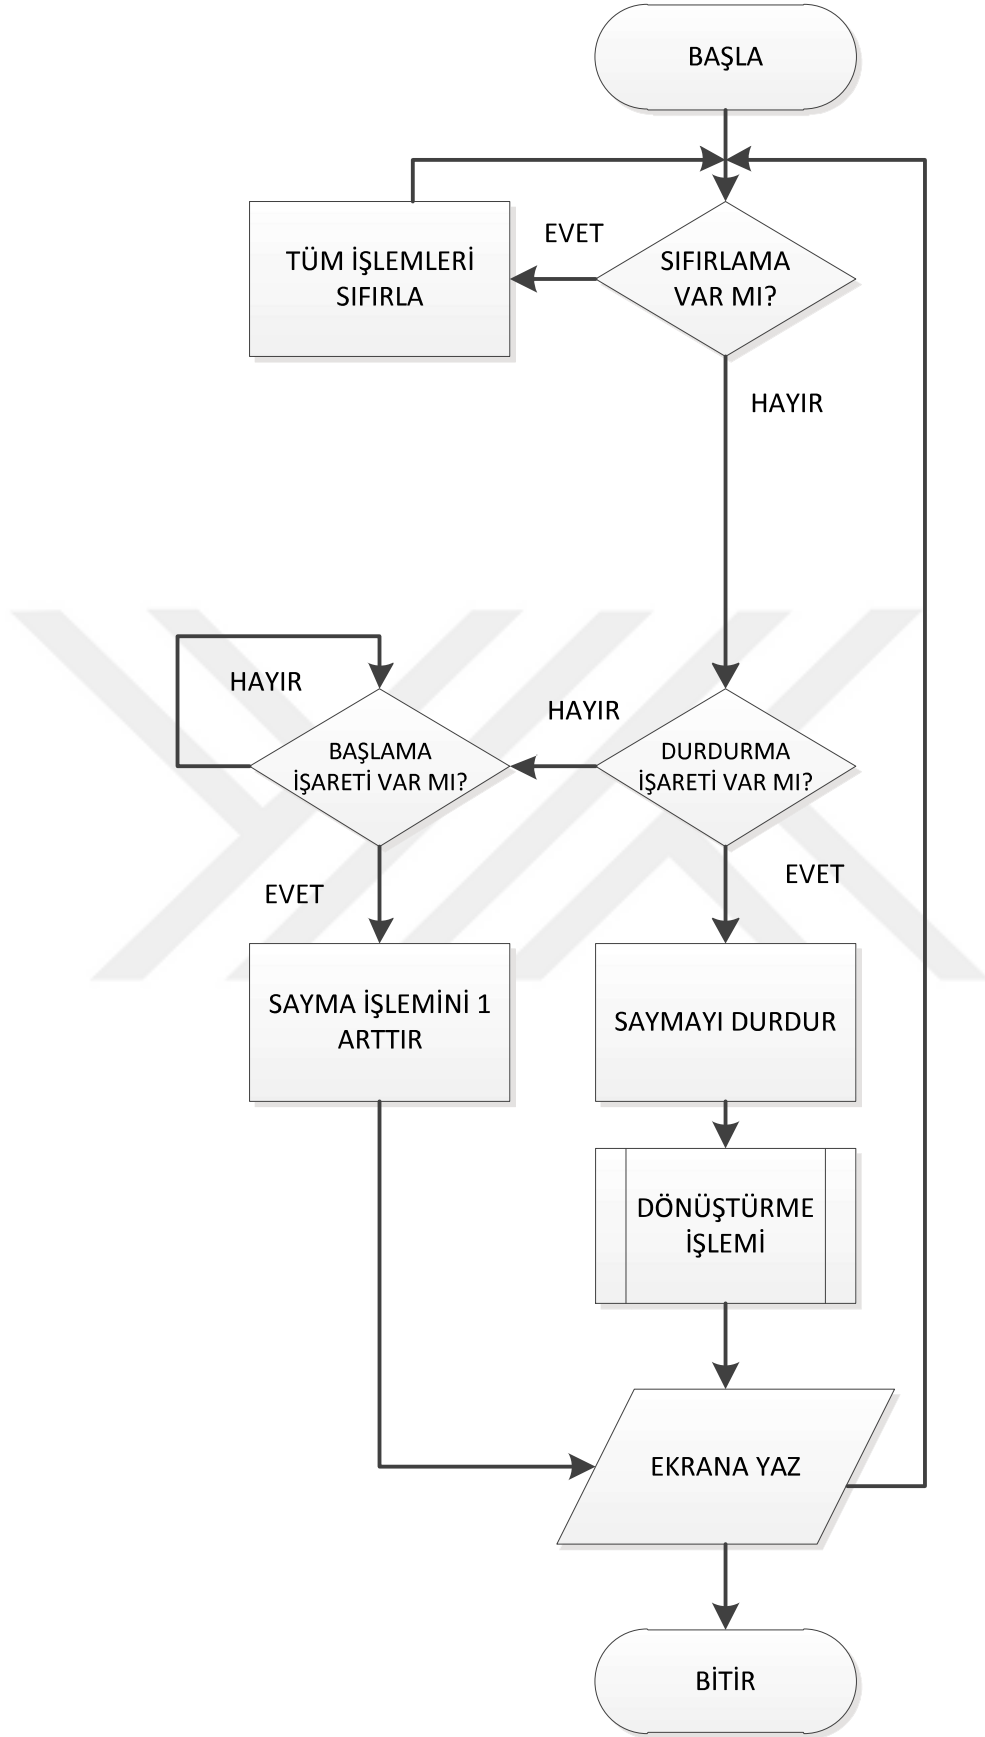 BAŞLA
EVET
TÜM İŞLEMLERİ
SIFIRLA
SIFIRLAMA
VAR MI?
HAYIR
HAYIR
HAYIR
BAŞLAMA
İŞARETİ VAR MI?
DURDURMA
İŞARETİ VAR MI?
EVET
EVET
SAYMA İŞLEMİNİ 1
ARTTIR
SAYMAYI DURDUR
DÖNÜŞTÜRME
İŞLEMİ
EKRANA YAZ
BİTİR